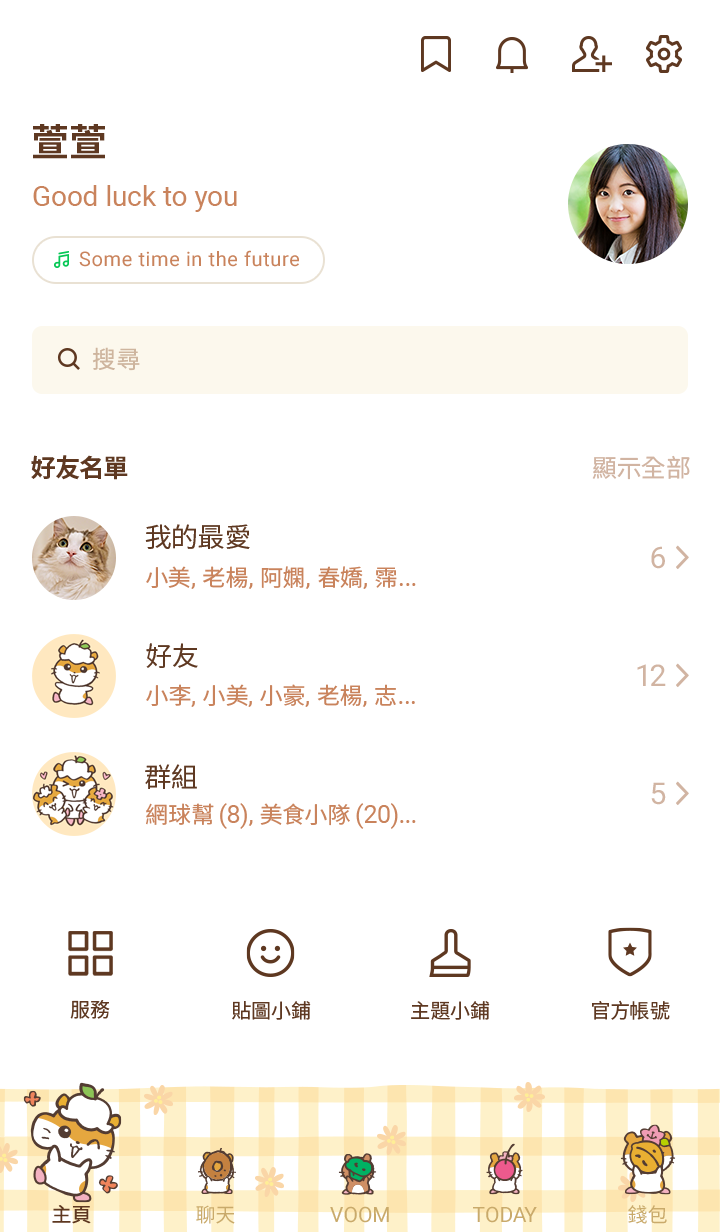 萱萱
Good luck to you
Some time in the future
搜尋
好友名單
顯示全部
我的最愛
小美, 老楊, 阿嫻, 春嬌, 霈...
6
好友
小李, 小美, 小豪, 老楊, 志...
12
群組
網球幫 (8), 美食小隊 (20)...
5
服務
貼圖小鋪
主題小鋪
官方帳號
主頁
聊天
VOOM
TODAY
錢包